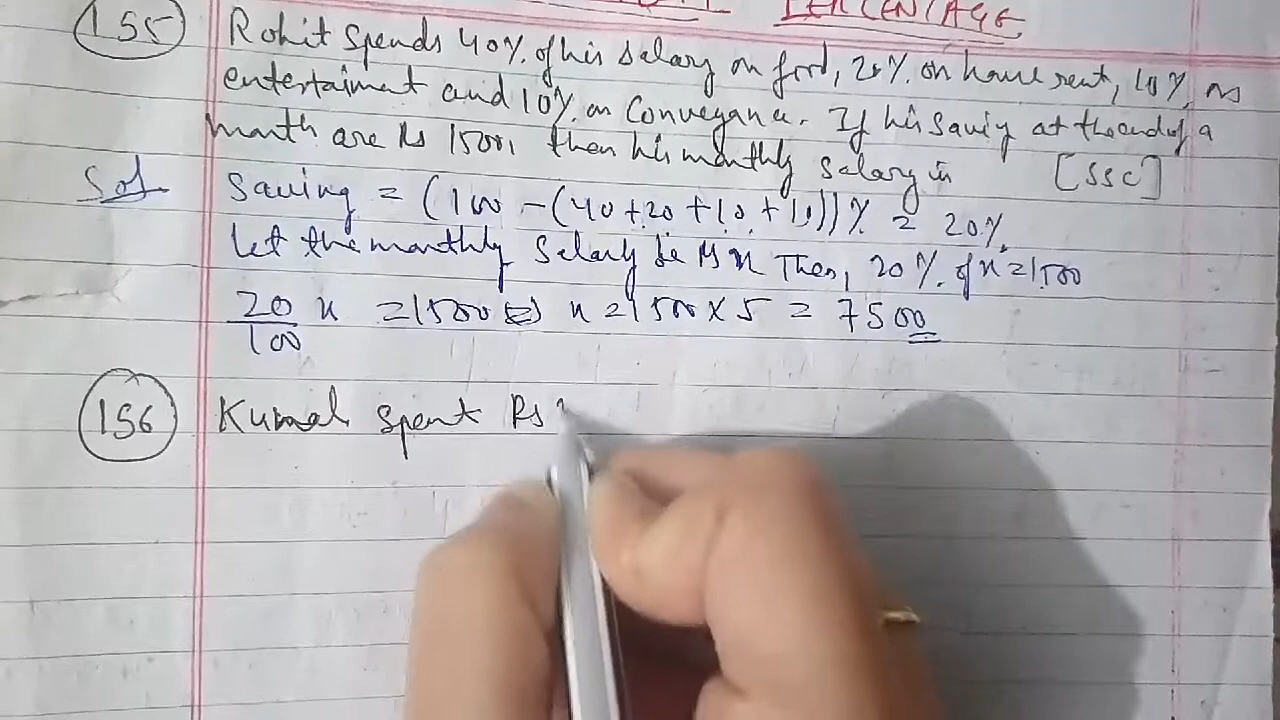 PERCENTAGE
155 Rohit Spends 40% of his salary on food, 20% on house rent, 10% on
entertaiment and 10% on Conveyance. If his Saving at the end of a
month are Rs 1500, then his monthly salary is [SSC]
Sol Saving = (100 - (40+20+10+10))% = 20%
let the monthly Salary be Rs x Then, 20% of x = 1500
20/100 x = 1500 ⇒ x = 1500 × 5 = 7500
156 Kunal Spent Rs